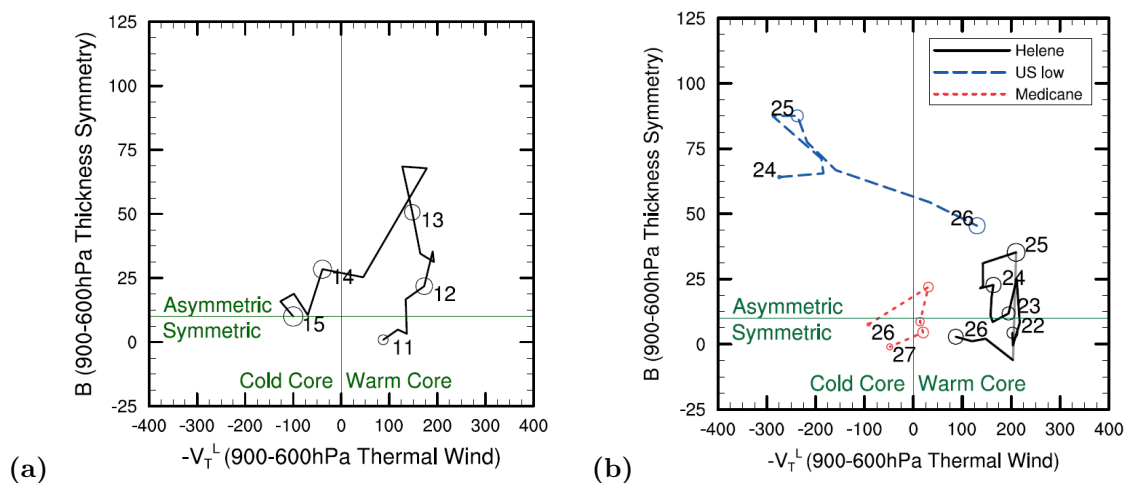 125
100
75
50
25
0
-25
B (900-600hPa Thickness Symmetry)
Asymmetric
Symmetric
Cold Core
Warm Core
11
12
13
14
15
-400 -300 -200 -100 0 100 200 300 400
-V_T^L (900-600hPa Thermal Wind)
(a)
125
100
75
50
25
0
-25
B (900-600hPa Thickness Symmetry)
Helene
US low
Medicane
25
24
26
25
24
23
22
26
26
27
Asymmetric
Symmetric
Cold Core
Warm Core
-400 -300 -200 -100 0 100 200 300 400
-V_T^L (900-600hPa Thermal Wind)
(b)